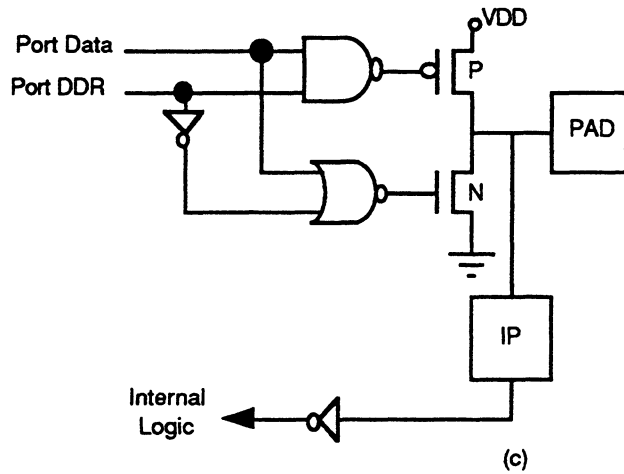 VDD
Port Data
P
Port DDR
PAD
N
IP
Internal
Logic
(c)